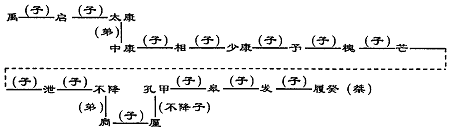 禹(子)启(子)太康
(弟)
中康(子)相(子)少康(子)予(子)槐(子)芒
(子)泄(子)不降 孔甲(子)皋(子)发(子)履癸(桀)
(弟) (不降子)
扃(子)厪